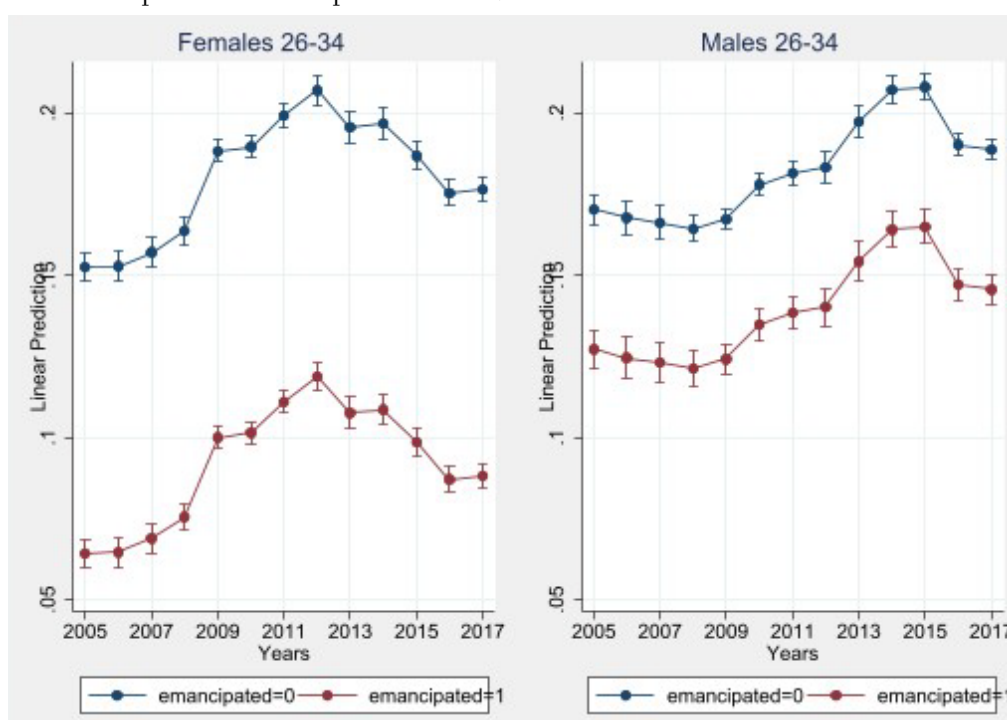 Females 26-34
Linear Prediction
.2
.15
.1
.05
2005 2007 2009 2011 2013 2015 2017
Years
emancipated=0 emancipated=1
Males 26-34
Linear Prediction
.2
.15
.1
.05
2005 2007 2009 2011 2013 2015 2017
Years
emancipated=0 emancipated=